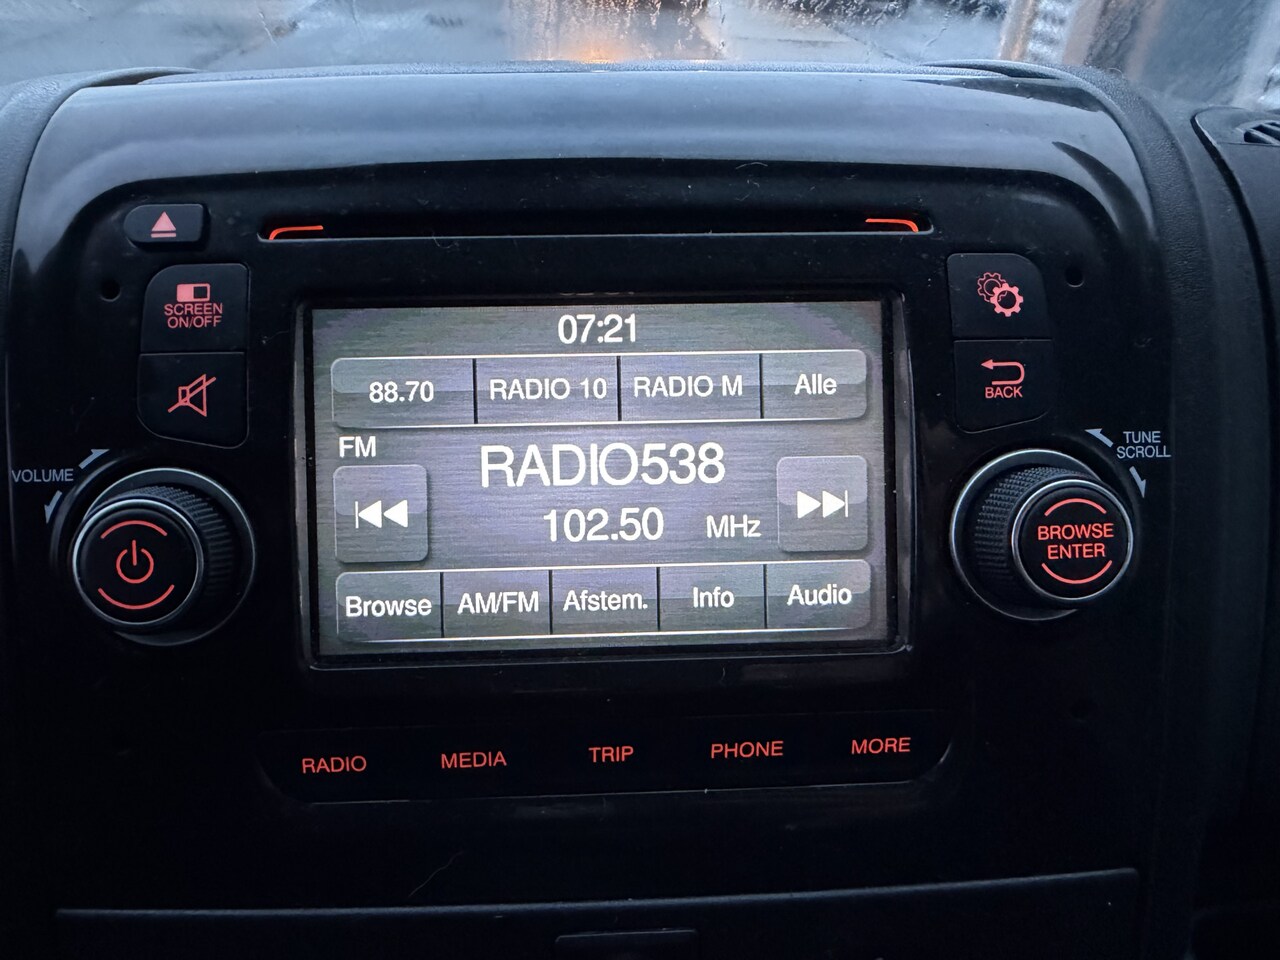 SCREEN
ON/OFF
VOLUME
07:21
88.70 RADIO 10 RADIO M Alle
FM
RADIO538
102.50 MHz
Browse AM/FM Afstem. Info Audio
BACK
TUNE
SCROLL
BROWSE
ENTER
RADIO MEDIA TRIP PHONE MORE